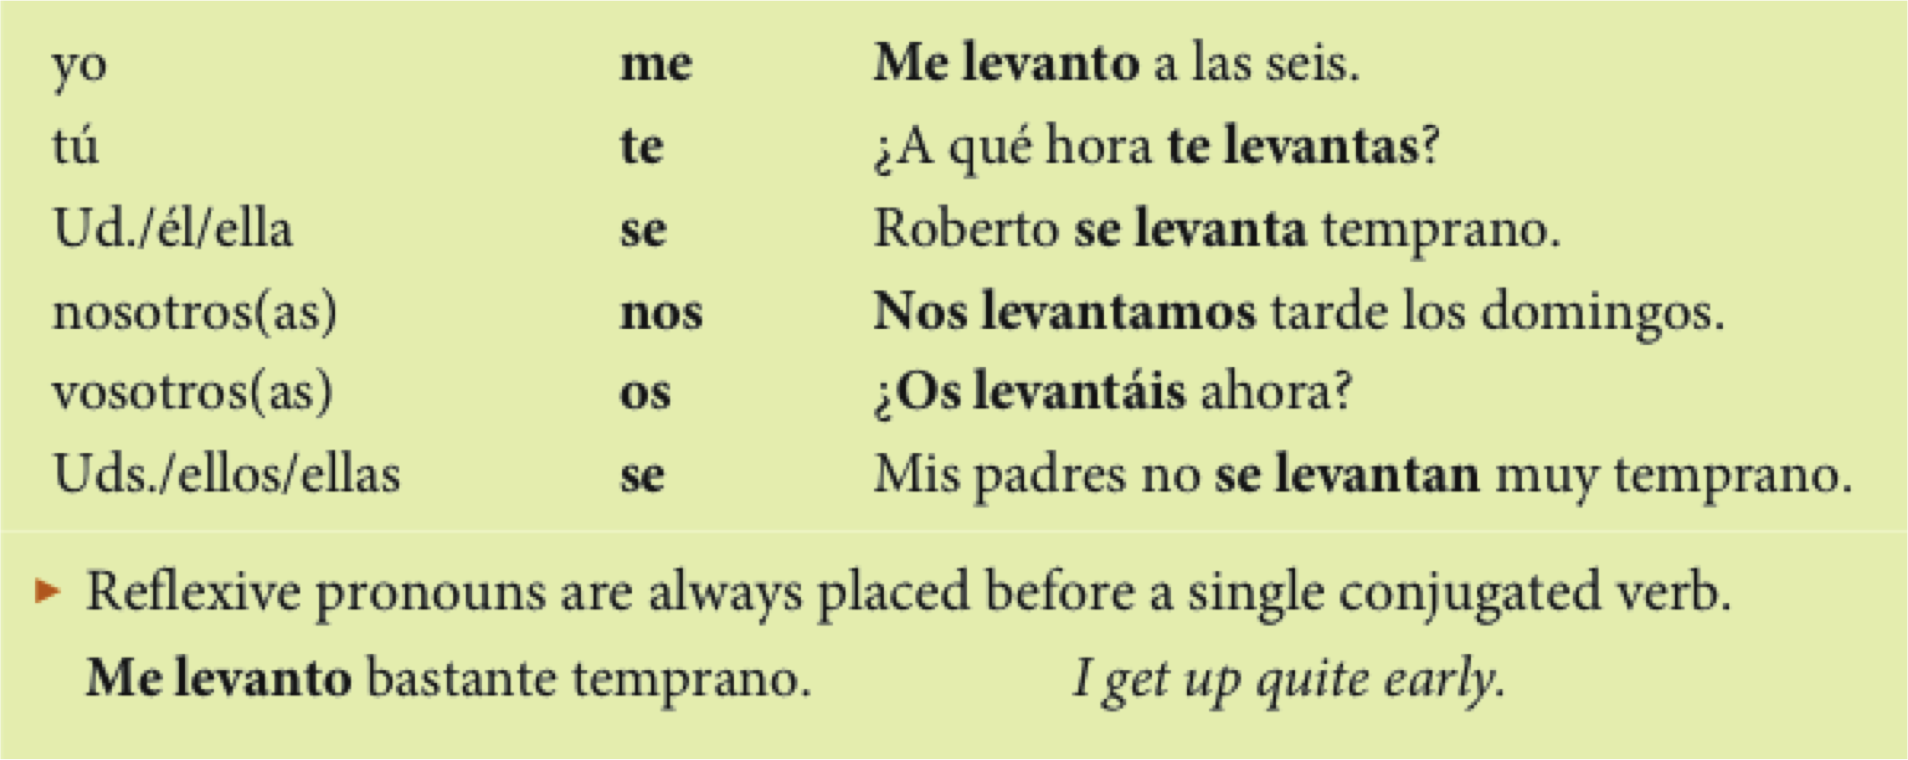 yo me Me levanto a las seis.
tú te ¿A qué hora te levantas?
Ud./él/ella se Roberto se levanta temprano.
nosotros(as) nos Nos levantamos tarde los domingos.
vosotros(as) os ¿Os levantáis ahora?
Uds./ellos/ellas se Mis padres no se levantan muy temprano.
► Reflexive pronouns are always placed before a single conjugated verb.
Me levanto bastante temprano. I get up quite early.